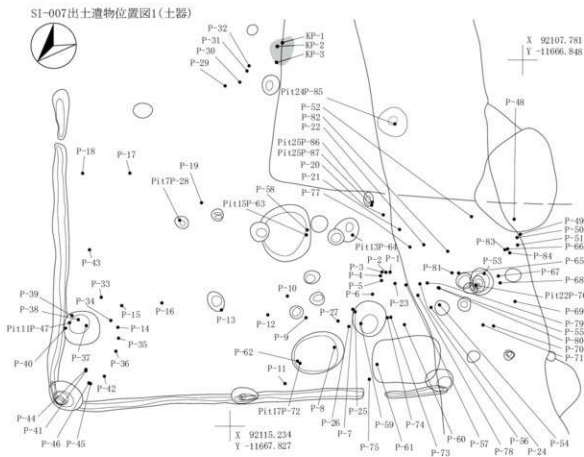 SI-007出土遺物位置図1(土器)
P-32
P-31
P-30
P-29
KP-1
KP-2
KP-3
X 92107.781
Y -11666.848
Pit24P-85
P-52
P-82
P-22
Pit25P-86
Pit25P-87
P-20
P-21
P-77
P-48
P-18
P-17
P-19
Pit7P-28
P-58
Pit15P-63
Pit13P-64
P-49
P-50
P-51
P-66
P-83
P-84
P-65
P-67
P-68
P-53
P-81
P-43
P-2
P-1
P-3
P-4
P-5
P-6
P-23
P-33
P-39
P-34
P-38
Pit11P-47
P-40
P-37
P-15
P-14
P-35
P-36
P-16
P-13
P-10
P-12
P-9
P-27
P-62
P-11
Pit17P-72
P-8
P-26
P-7
P-25
P-75
P-59
P-61
P-74
P-73
P-60
P-57
P-78
P-56
P-24
P-54
Pit22P-76
P-69
P-79
P-55
P-80
P-70
P-71
P-42
P-44
P-41
P-46
P-45
X 92115.234
Y -11667.827